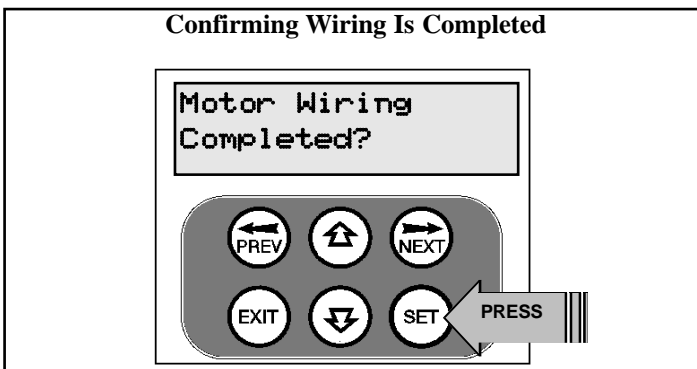 Confirming Wiring Is Completed
Motor Wiring
Completed?
PREV
NEXT
EXIT
SET
PRESS